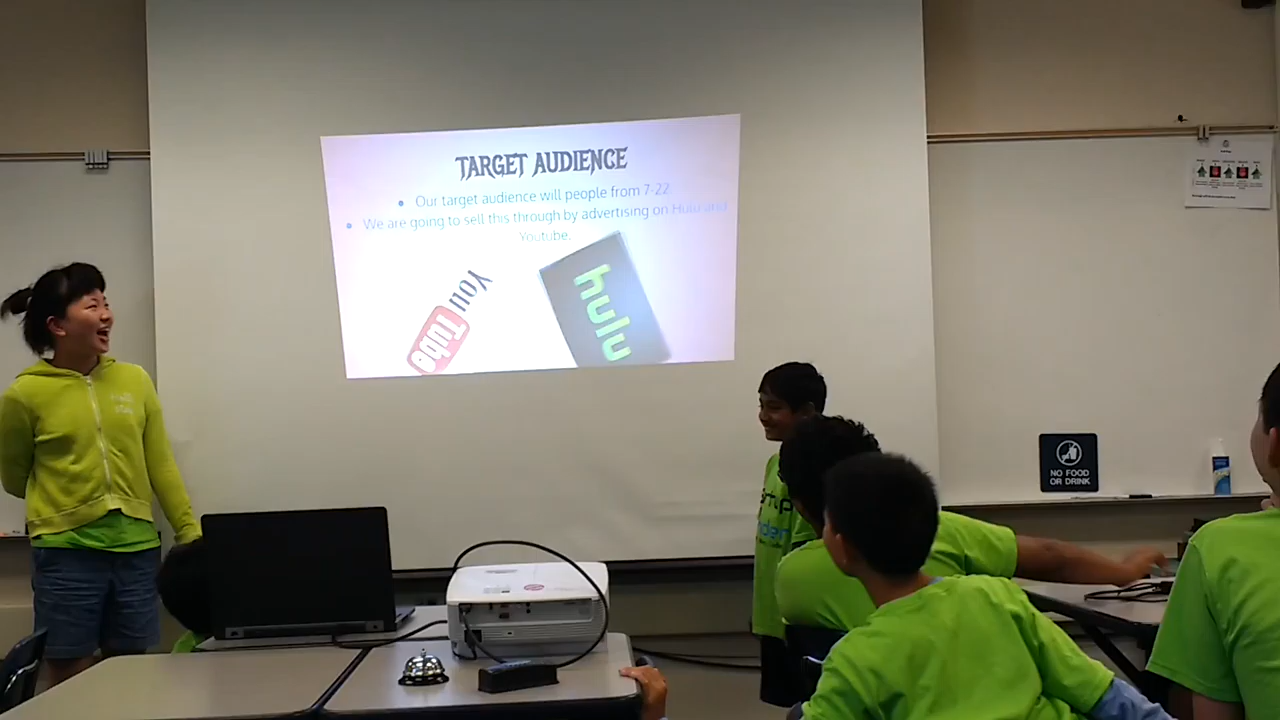 TARGET AUDIENCE
• Our target audience will people from 7-22
• We are going to sell this through by advertising on Hulu and
Youtube.
You
Tube
hulu
NO FOOD
OR DRINK